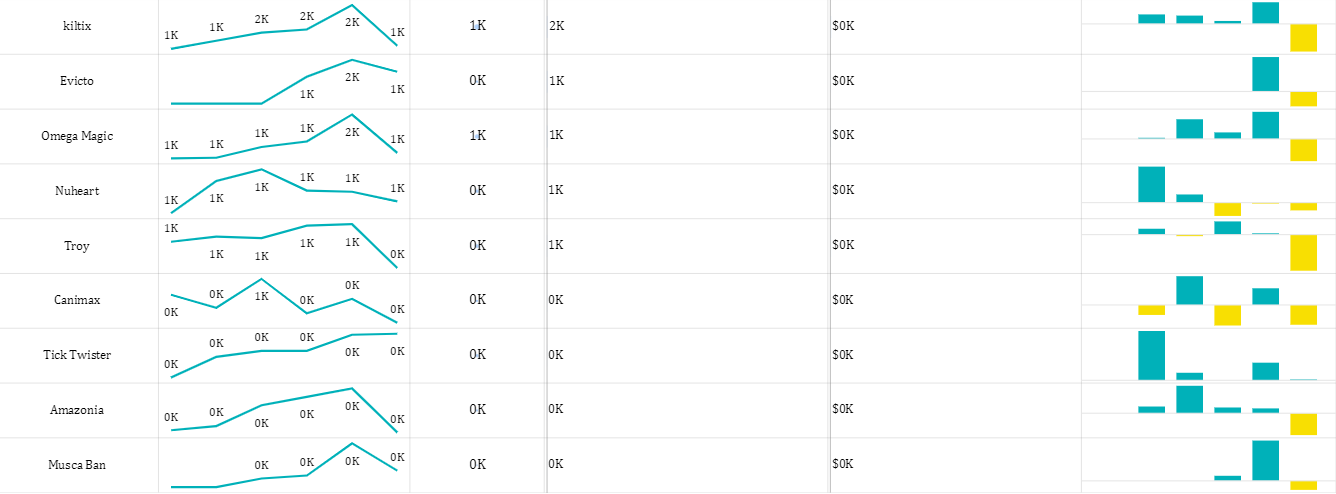 kiltix 1K 1K 2K 2K 2K 1K 1K 2K $0K
Evicto 1K 2K 1K 0K 1K $0K
Omega Magic 1K 1K 1K 1K 2K 1K 1K 1K $0K
Nuheart 1K 1K 1K 1K 1K 1K 0K 1K $0K
Troy 1K 1K 1K 1K 1K 0K 0K 1K $0K
Canimax 0K 0K 1K 0K 0K 0K 0K 0K $0K
Tick Twister 0K 0K 0K 0K 0K 0K 0K 0K $0K
Amazonia 0K 0K 0K 0K 0K 0K 0K 0K $0K
Musca Ban 0K 0K 0K 0K 0K 0K $0K